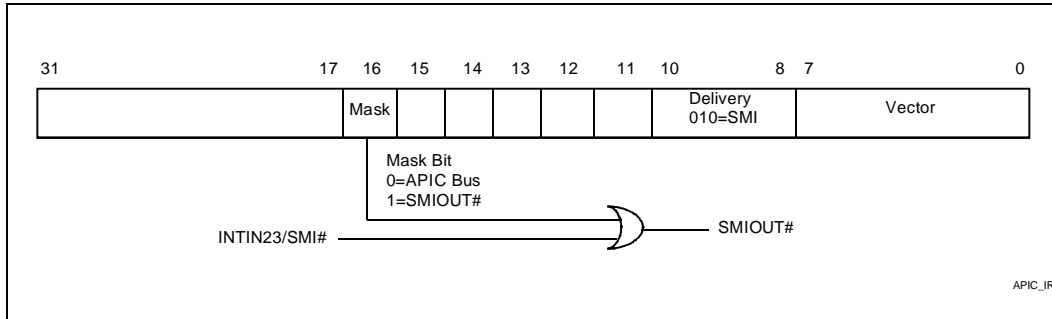 31 17 16 15 14 13 12 11 10 8 7 0
Mask Delivery Vector
010=SMI
Mask Bit
0=APIC Bus
1=SMIOUT#
INTIN23/SMI# SMIOUT#
APIC_IR